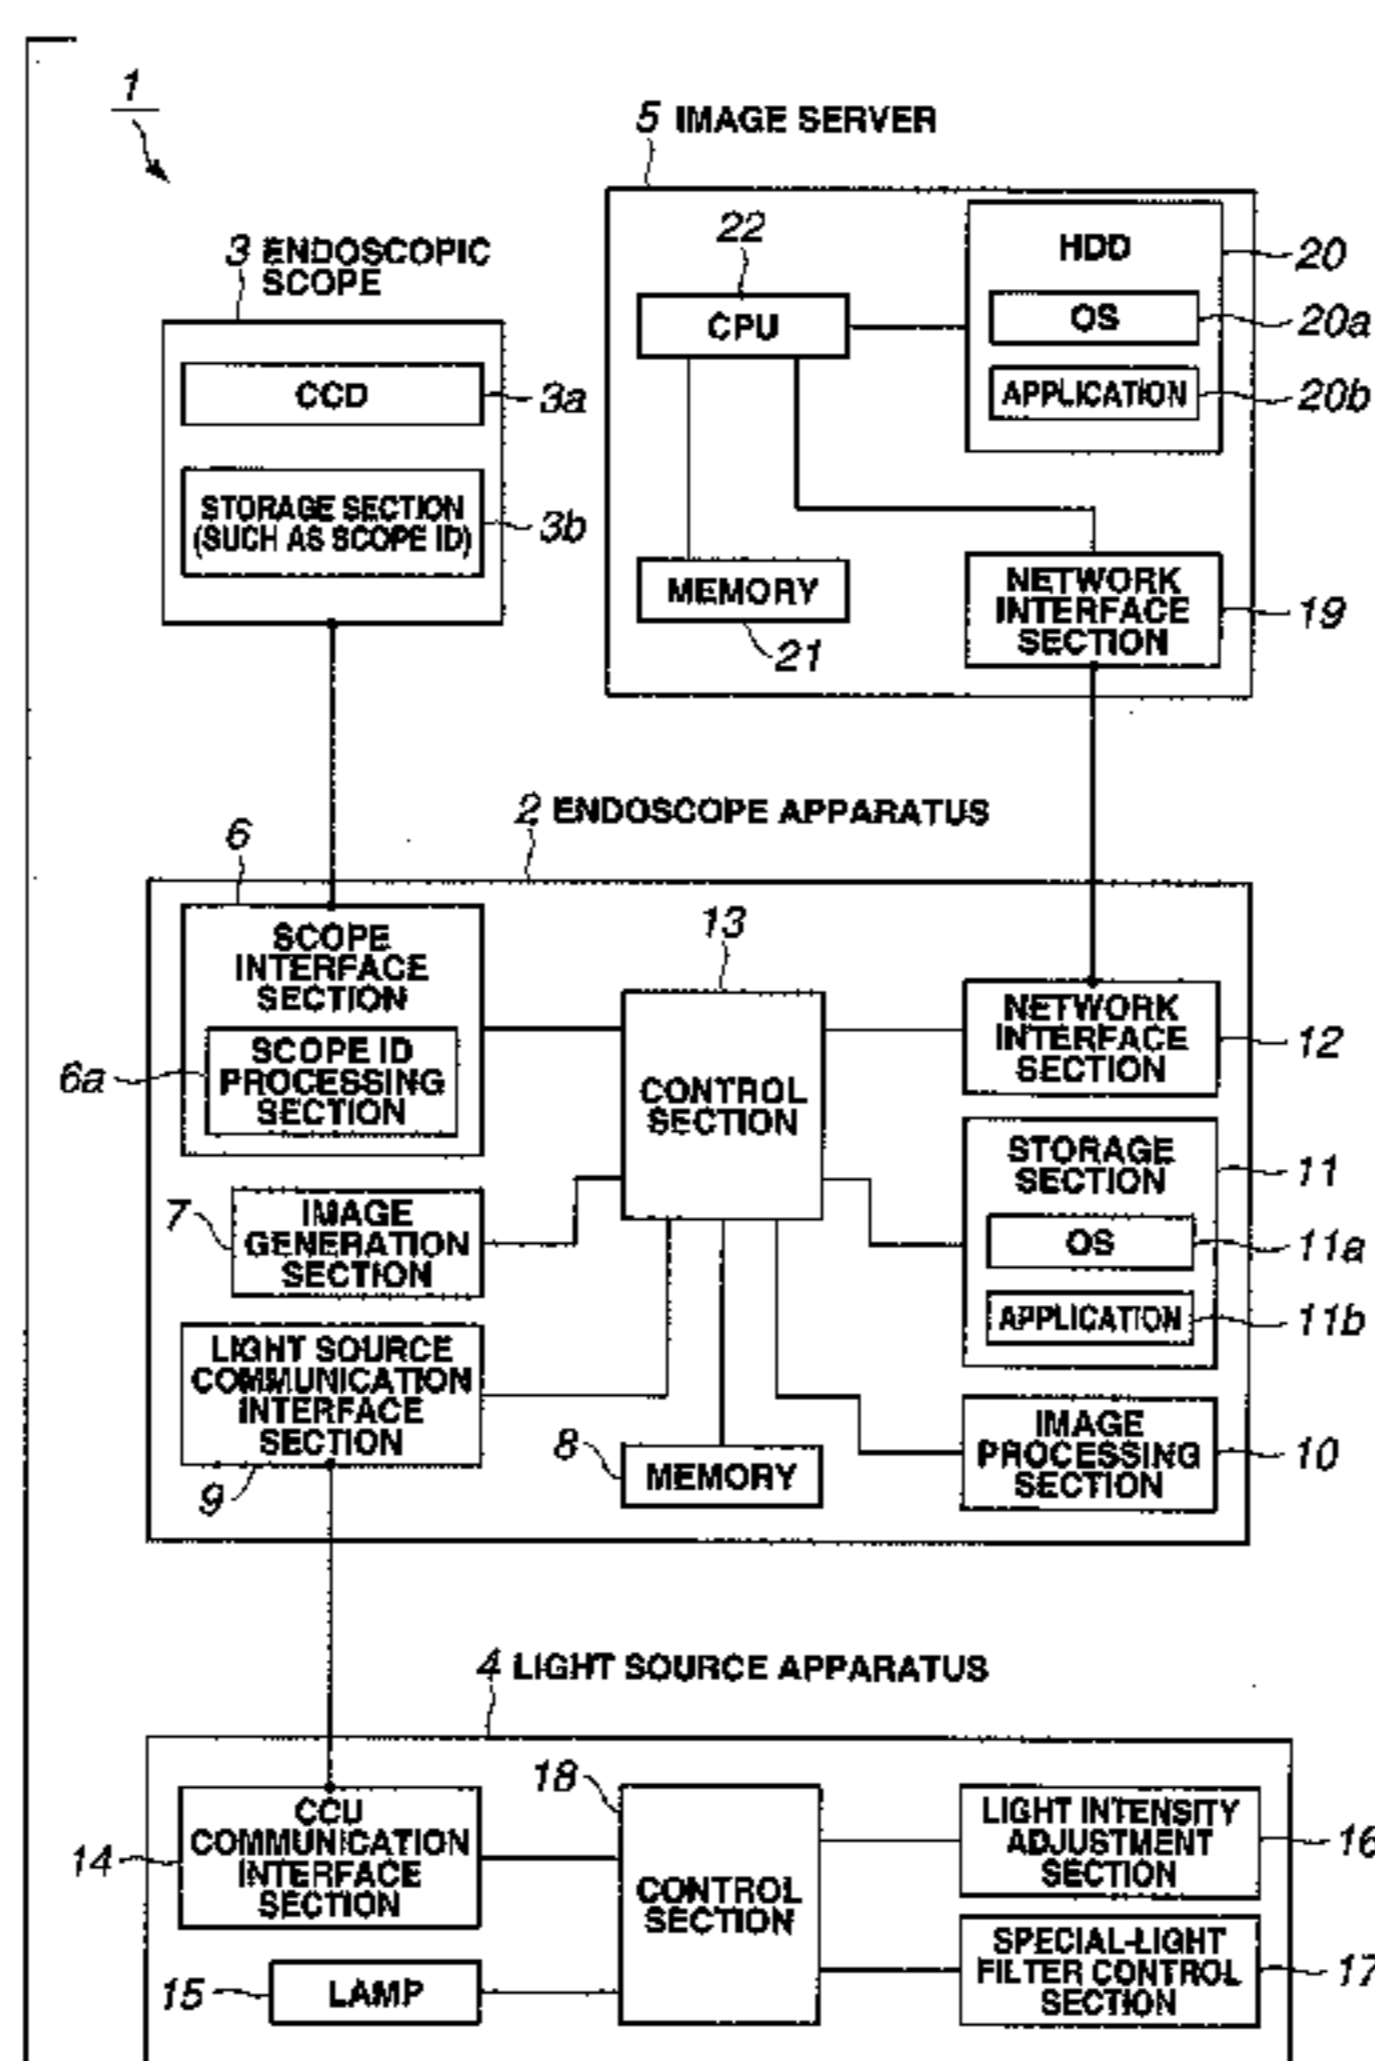 1
5 IMAGE SERVER
22
HDD
20
CPU
OS
20a
APPLICATION
20b
MEMORY
21
NETWORK
INTERFACE
SECTION
19
3 ENDOSCOPIC
SCOPE
CCD
3a
STORAGE SECTION
(SUCH AS SCOPE ID)
3b
2 ENDOSCOPE APPARATUS
6
SCOPE
INTERFACE
SECTION
6a
SCOPE ID
PROCESSING
SECTION
13
CONTROL
SECTION
NETWORK
INTERFACE
SECTION
12
STORAGE
SECTION
11
OS
11a
APPLICATION
11b
7
IMAGE
GENERATION
SECTION
LIGHT SOURCE
COMMUNICATION
INTERFACE
SECTION
9
8
MEMORY
IMAGE
PROCESSING
SECTION
10
4 LIGHT SOURCE APPARATUS
14
CCU
COMMUNICATION
INTERFACE
SECTION
18
CONTROL
SECTION
LIGHT INTENSITY
ADJUSTMENT
SECTION
16
15
LAMP
SPECIAL-LIGHT
FILTER CONTROL
SECTION
17